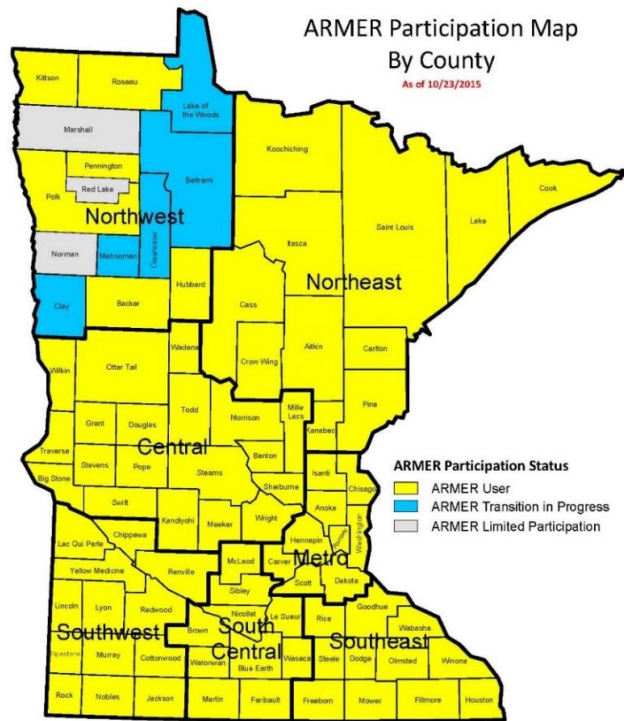 ARMER Participation Map
By County
As of 10/23/2015
Kittson
Roseau
Lake of
the Woods
Marshall
Koochiching
Pennington
Beltrami
Red Lake
Cook
Polk
Northwest
Saint Louis
Lake
Clearwater
Itasca
Norman
Mahnomen
Northeast
Hubbard
Clay
Becker
Cass
Wadena
Aitkin
Carlton
Crow Wing
Wilkin
Otter Tail
Todd
Mille
Lacs
Pine
Morrison
Grant
Douglas
Kanabec
Central
Traverse
Benton
Stevens
Pope
Stearns
Isanti
Big Stone
Chisago
Sherburne
Swift
Anoka
Washington
Kandiyohi
Meeker
Wright
Chippewa
Hennepin
Ramsey
Lac Qui Parle
Metro
McLeod
Carver
Renville
Yellow Medicine
Scott
Dakota
Sibley
Goodhue
Lincoln
Lyon
Redwood
Nicollet
Le Sueur
Rice
Wabasha
Southwest
Brown
South
Central
Southeast
Pipestone
Murray
Cottonwood
Watonwan
Blue Earth
Waseca
Steele
Dodge
Olmsted
Winona
Rock
Nobles
Jackson
Martin
Faribault
Freeborn
Mower
Fillmore
Houston
ARMER Participation Status
ARMER User
ARMER Transition in Progress
ARMER Limited Participation